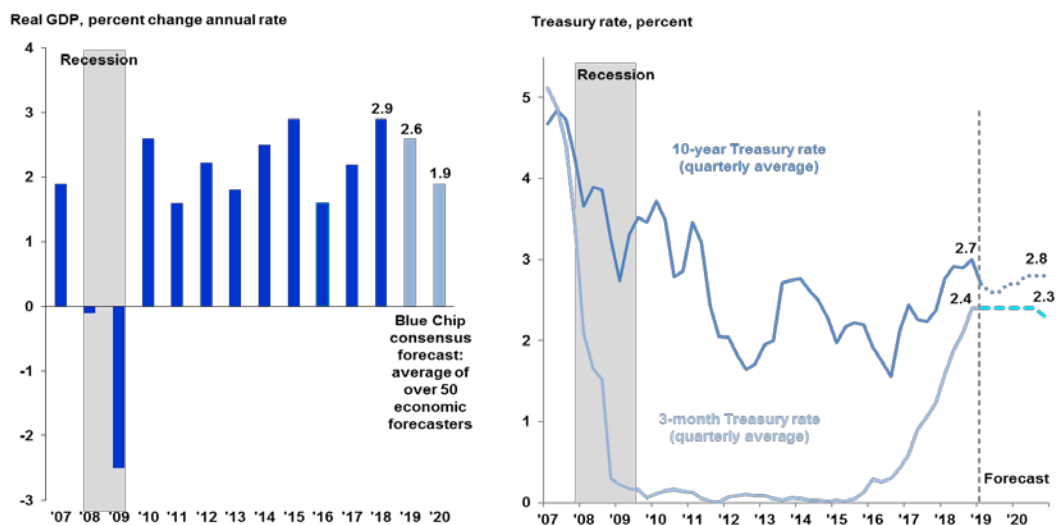 Real GDP, percent change annual rate
4
3
2
1
0
-1
-2
-3
Recession
2.9
2.6
1.9
Blue Chip
consensus
forecast:
average of
over 50
economic
forecasters
'07 '08 '09 '10 '11 '12 '13 '14 '15 '16 '17 '18 '19 '20
Treasury rate, percent
5
4
3
2
1
0
Recession
10-year Treasury rate
(quarterly average)
2.7
2.8
2.4
2.3
3-month Treasury rate
(quarterly average)
Forecast
'07 '08 '09 '10 '11 '12 '13 '14 '15 '16 '17 '18 '19 '20